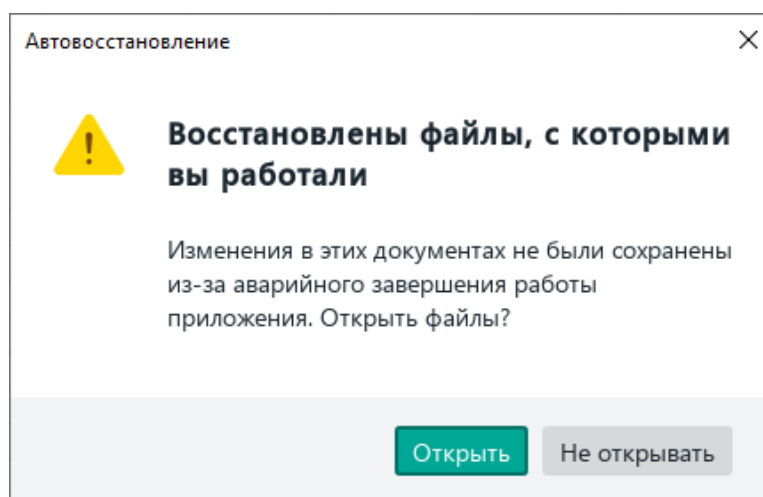 Автовосстановление
Восстановлены файлы, с которыми
вы работали
Изменения в этих документах не были сохранены
из-за аварийного завершения работы
приложения. Открыть файлы?
Открыть
Не открывать